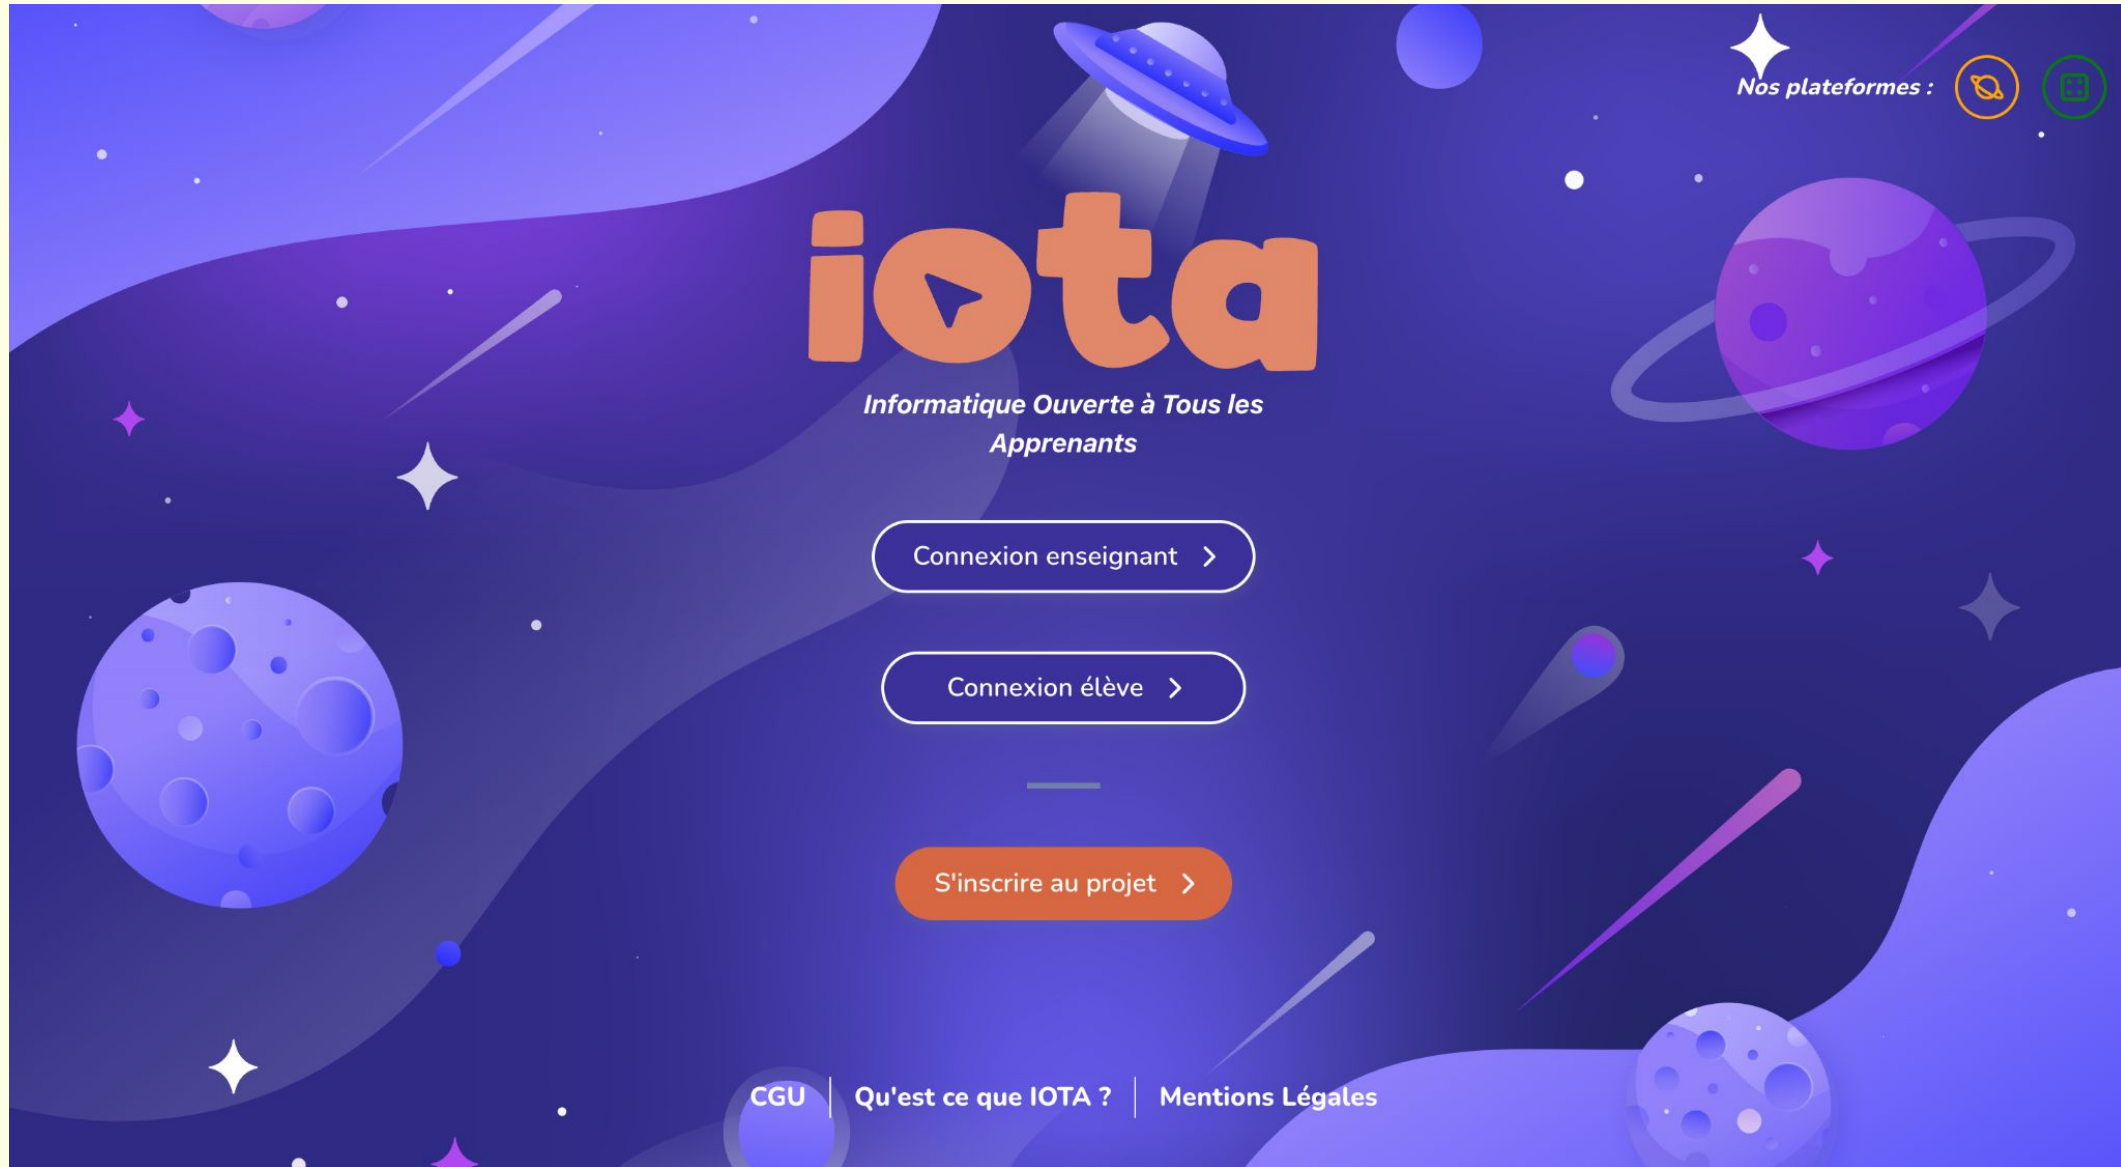 Nos plateformes :
iota
Informatique Ouverte à Tous les
Apprenants
Connexion enseignant
Connexion élève
S'inscrire au projet
CGU
Qu'est ce que IOTA ?
Mentions Légales